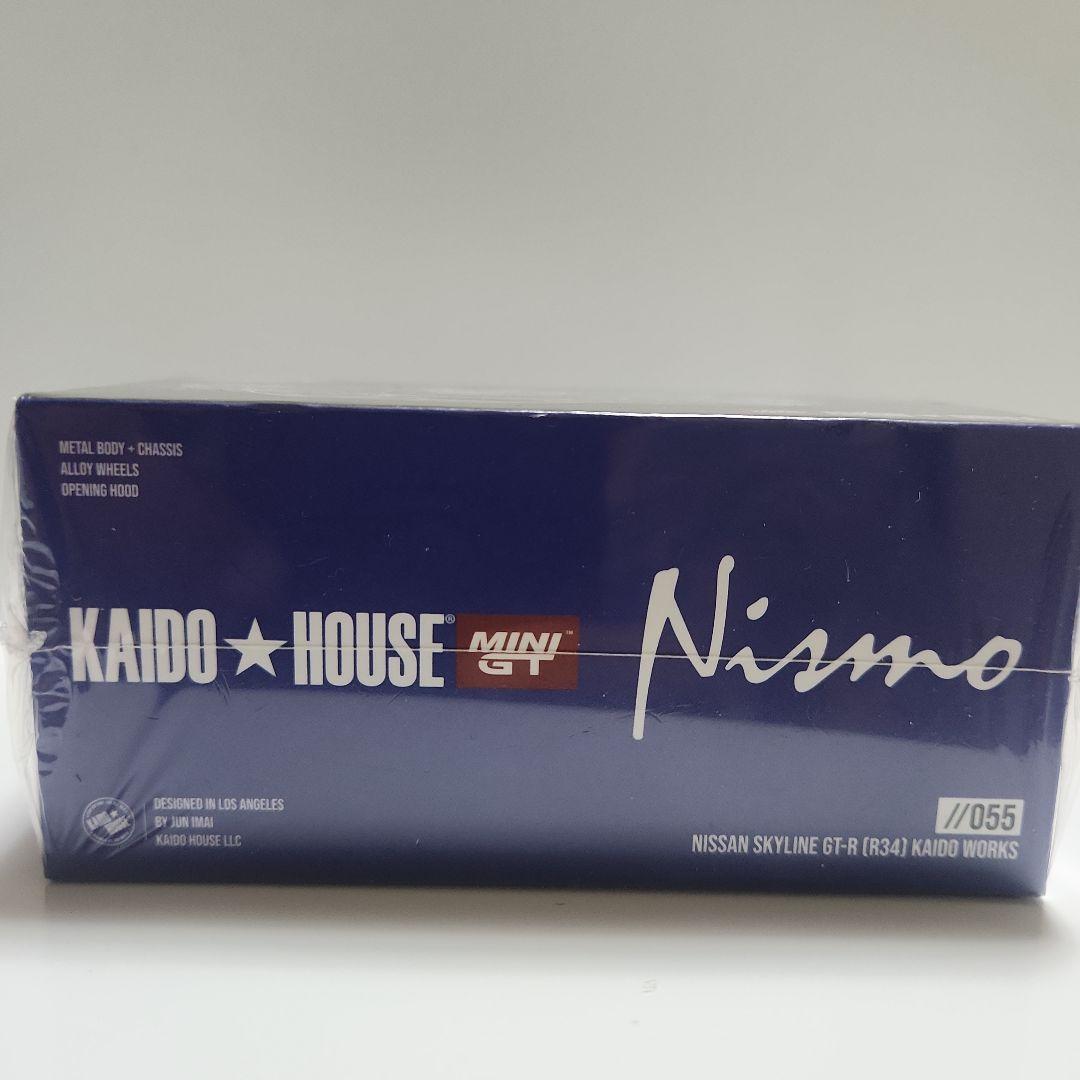 METAL BODY + CHASSIS
ALLOY WHEELS
OPENING HOOD
KAIDO★HOUSE®
MINI GT™
Nismo
DESIGNED IN LOS ANGELES
BY JUN IMAI
KAIDO HOUSE LLC
//055
NISSAN SKYLINE GT-R (R34) KAIDO WORKS